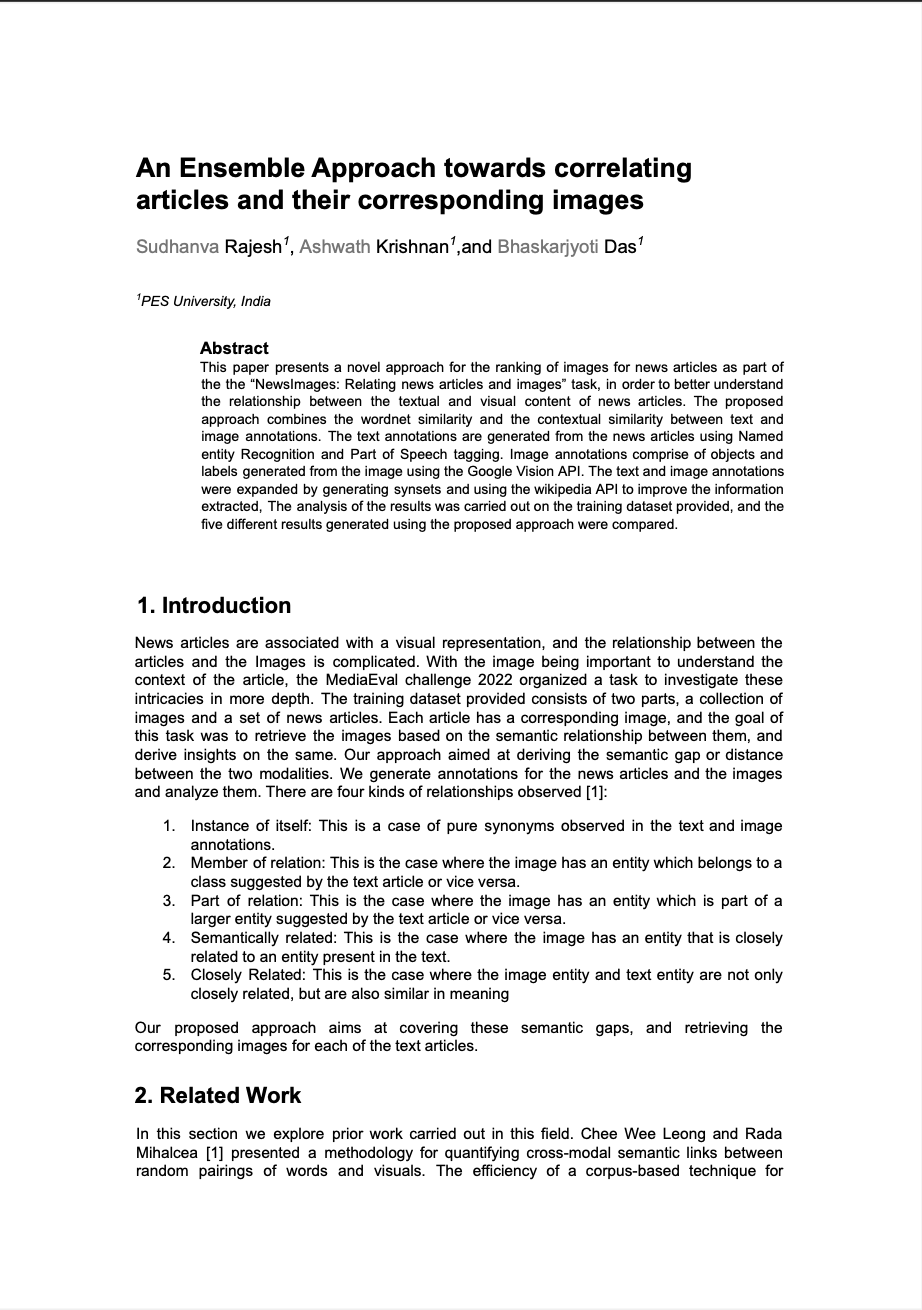 An Ensemble Approach towards correlating
articles and their corresponding images
Sudhanva Rajesh1, Ashwath Krishnan1,and Bhaskarjyoti Das1
1PES University, India
Abstract
This paper presents a novel approach for the ranking of images for news articles as part of
the the “NewsImages: Relating news articles and images” task, in order to better understand
the relationship between the textual and visual content of news articles. The proposed
approach combines the wordnet similarity and the contextual similarity between text and
image annotations. The text annotations are generated from the news articles using Named
entity Recognition and Part of Speech tagging. Image annotations comprise of objects and
labels generated from the image using the Google Vision API. The text and image annotations
were expanded by generating synsets and using the wikipedia API to improve the information
extracted, The analysis of the results was carried out on the training dataset provided, and the
five different results generated using the proposed approach were compared.
1. Introduction
News articles are associated with a visual representation, and the relationship between the
articles and the Images is complicated. With the image being important to understand the
context of the article, the MediaEval challenge 2022 organized a task to investigate these
intricacies in more depth. The training dataset provided consists of two parts, a collection of
images and a set of news articles. Each article has a corresponding image, and the goal of
this task was to retrieve the images based on the semantic relationship between them, and
derive insights on the same. Our approach aimed at deriving the semantic gap or distance
between the two modalities. We generate annotations for the news articles and the images
and analyze them. There are four kinds of relationships observed [1]:
1. Instance of itself: This is a case of pure synonyms observed in the text and image
annotations.
2. Member of relation: This is the case where the image has an entity which belongs to a
class suggested by the text article or vice versa.
3. Part of relation: This is the case where the image has an entity which is part of a
larger entity suggested by the text article or vice versa.
4. Semantically related: This is the case where the image has an entity that is closely
related to an entity present in the text.
5. Closely Related: This is the case where the image entity and text entity are not only
closely related, but are also similar in meaning
Our proposed approach aims at covering these semantic gaps, and retrieving the
corresponding images for each of the text articles.
2. Related Work
In this section we explore prior work carried out in this field. Chee Wee Leong and Rada
Mihalcea [1] presented a methodology for quantifying cross-modal semantic links between
random pairings of words and visuals. The efficiency of a corpus-based technique for